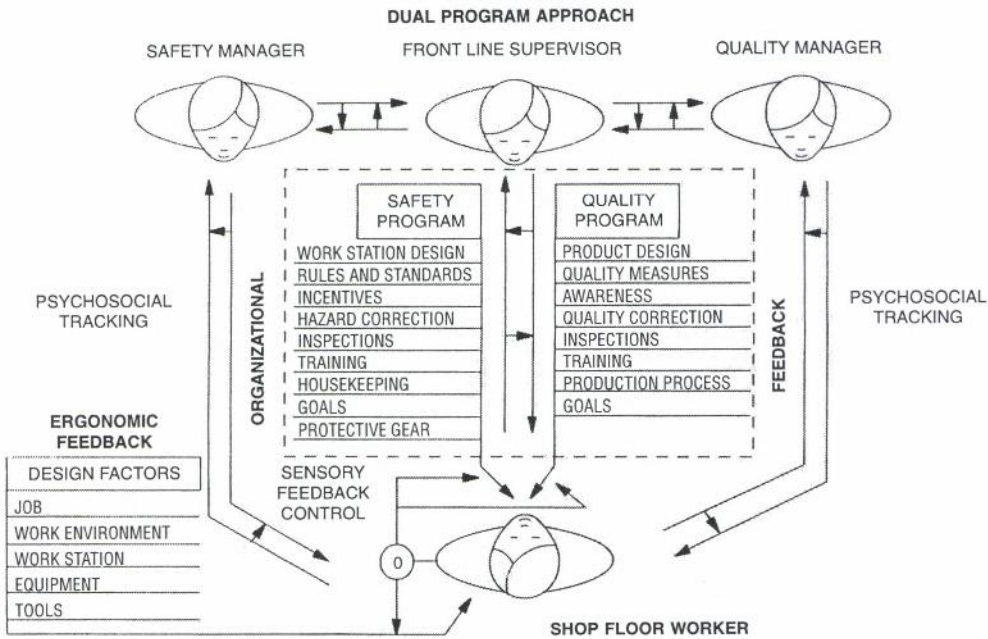 DUAL PROGRAM APPROACH
SAFETY MANAGER
FRONT LINE SUPERVISOR
QUALITY MANAGER
SAFETY
PROGRAM
WORK STATION DESIGN
RULES AND STANDARDS
INCENTIVES
HAZARD CORRECTION
INSPECTIONS
TRAINING
HOUSEKEEPING
GOALS
PROTECTIVE GEAR
QUALITY
PROGRAM
PRODUCT DESIGN
QUALITY MEASURES
AWARENESS
QUALITY CORRECTION
INSPECTIONS
TRAINING
PRODUCTION PROCESS
GOALS
PSYCHOSOCIAL
TRACKING
ORGANIZATIONAL
FEEDBACK
PSYCHOSOCIAL
TRACKING
ERGONOMIC
FEEDBACK
DESIGN FACTORS
JOB
WORK ENVIRONMENT
WORK STATION
EQUIPMENT
TOOLS
SENSORY
FEEDBACK
CONTROL
0
SHOP FLOOR WORKER